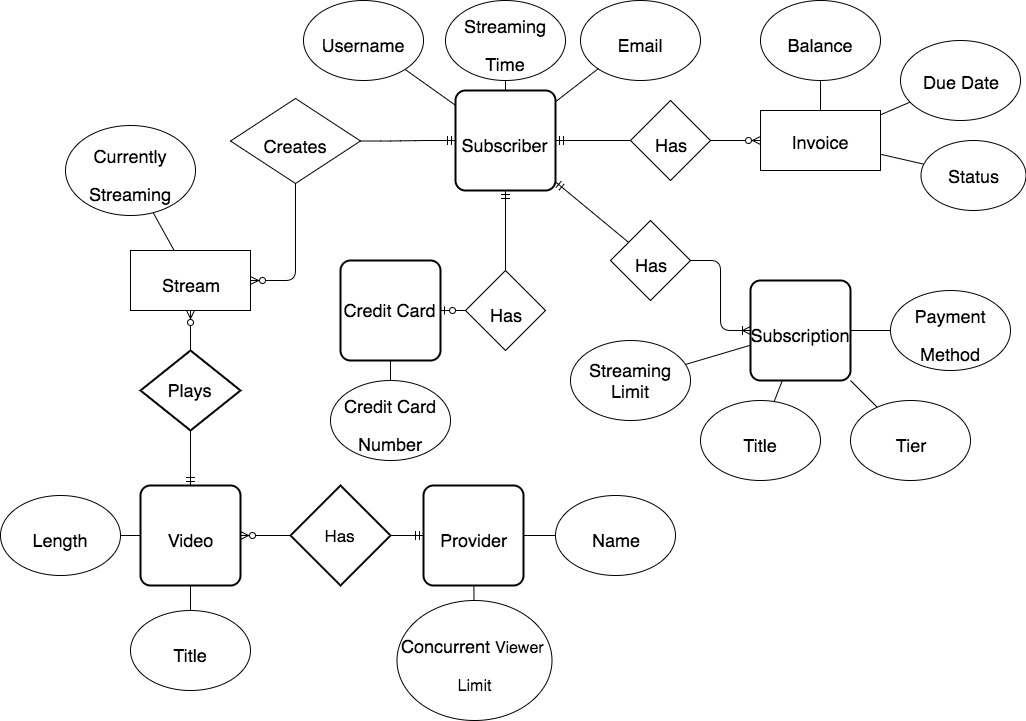 Streaming
Time
Username
Email
Balance
Due Date
Creates
Subscriber
Has
Invoice
Currently
Streaming
Status
Has
Stream
Credit Card
Has
Payment
Method
Subscription
Streaming
Limit
Plays
Credit Card
Number
Title
Tier
Length
Video
Has
Provider
Name
Title
Concurrent Viewer
Limit